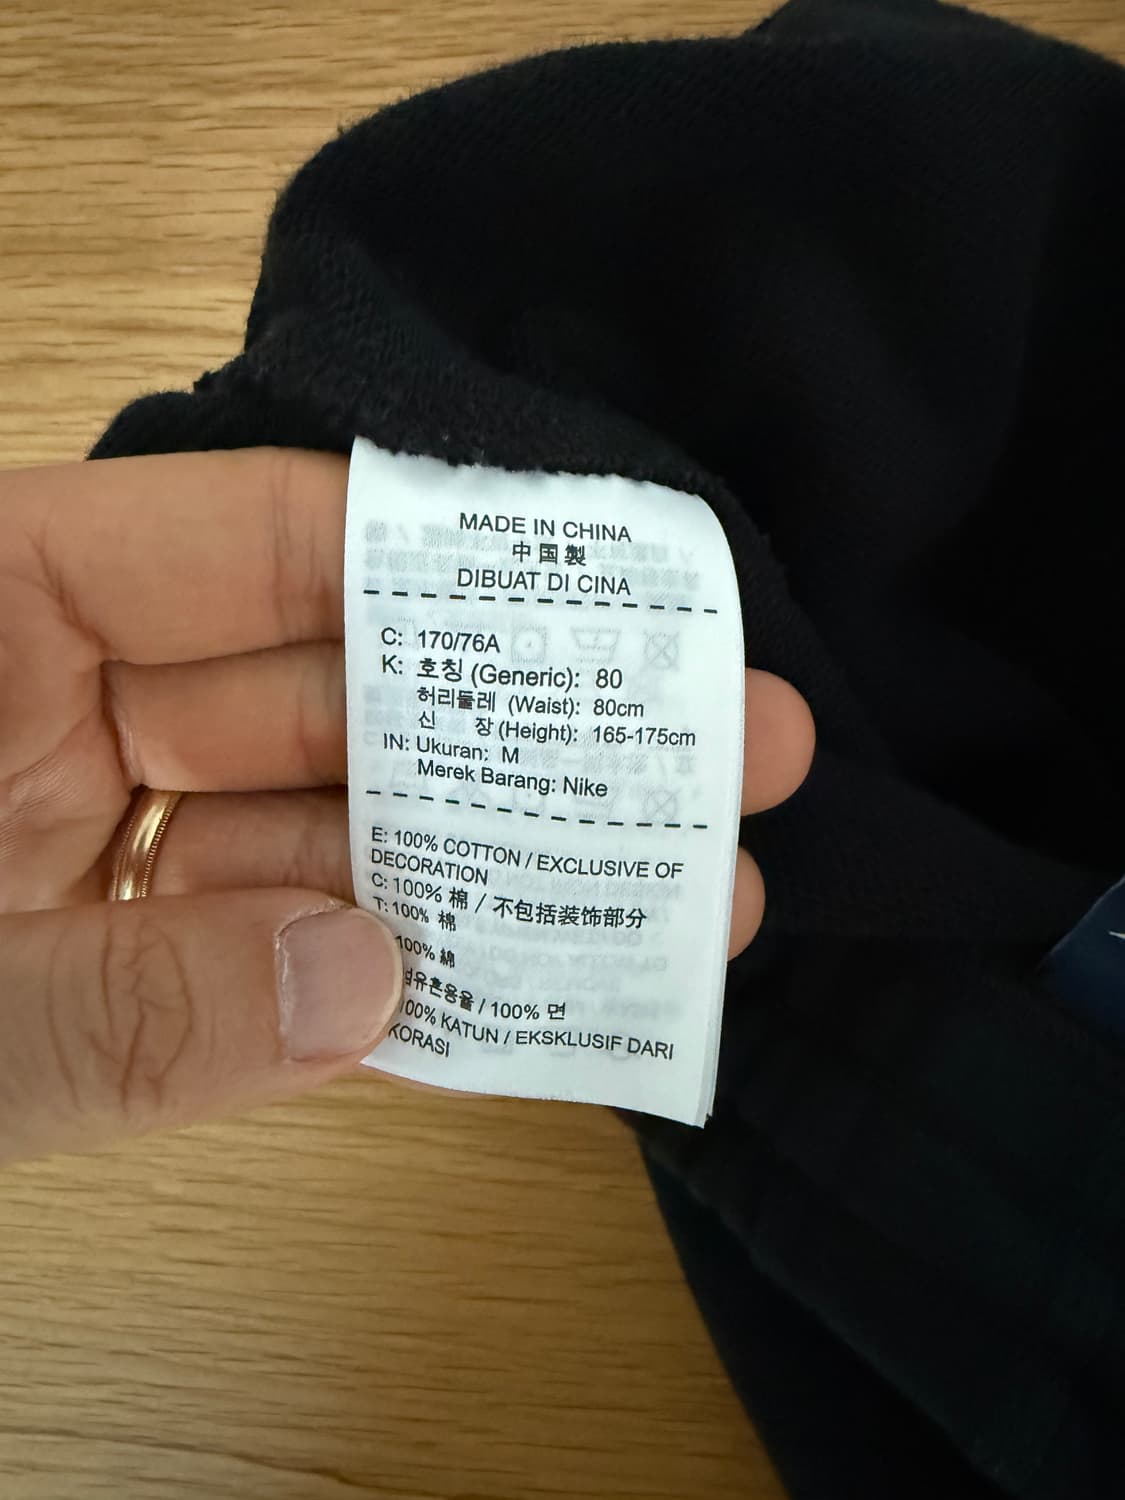 MADE IN CHINA
中国製
DIBUAT DI CINA
C: 170/76A
K: 호칭 (Generic): 80
허리둘레 (Waist): 80cm
신 장 (Height): 165-175cm
IN: Ukuran: M
Merek Barang: Nike
E: 100% COTTON / EXCLUSIVE OF
DECORATION
C: 100% 棉 / 不包括装饰部分
T: 100% 棉
100% 綿
/ 100% 면
KATUN / EKSKLUSIF DARI